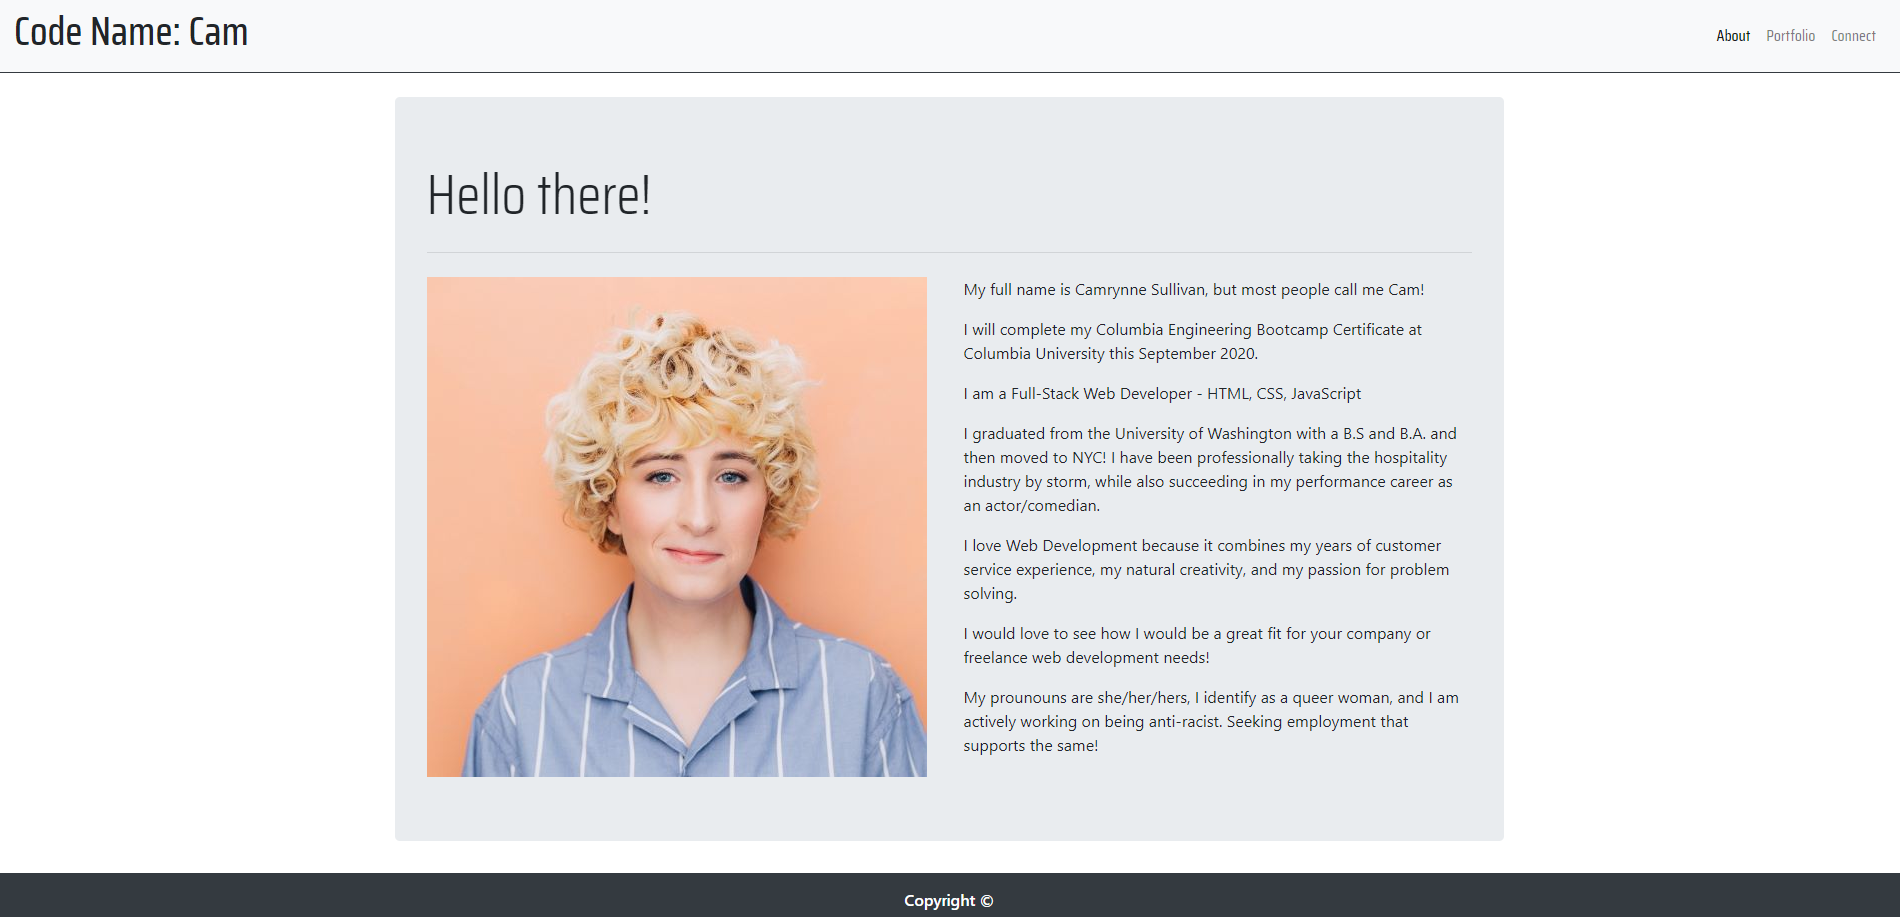 Code Name: Cam
About Portfolio Connect
Hello there!
My full name is Camrynne Sullivan, but most people call me Cam!
I will complete my Columbia Engineering Bootcamp Certificate at
Columbia University this September 2020.
I am a Full-Stack Web Developer - HTML, CSS, JavaScript
I graduated from the University of Washington with a B.S and B.A. and
then moved to NYC! I have been professionally taking the hospitality
industry by storm, while also succeeding in my performance career as
an actor/comedian.
I love Web Development because it combines my years of customer
service experience, my natural creativity, and my passion for problem
solving.
I would love to see how I would be a great fit for your company or
freelance web development needs!
My prounouns are she/her/hers, I identify as a queer woman, and I am
actively working on being anti-racist. Seeking employment that
supports the same!
Copyright ©